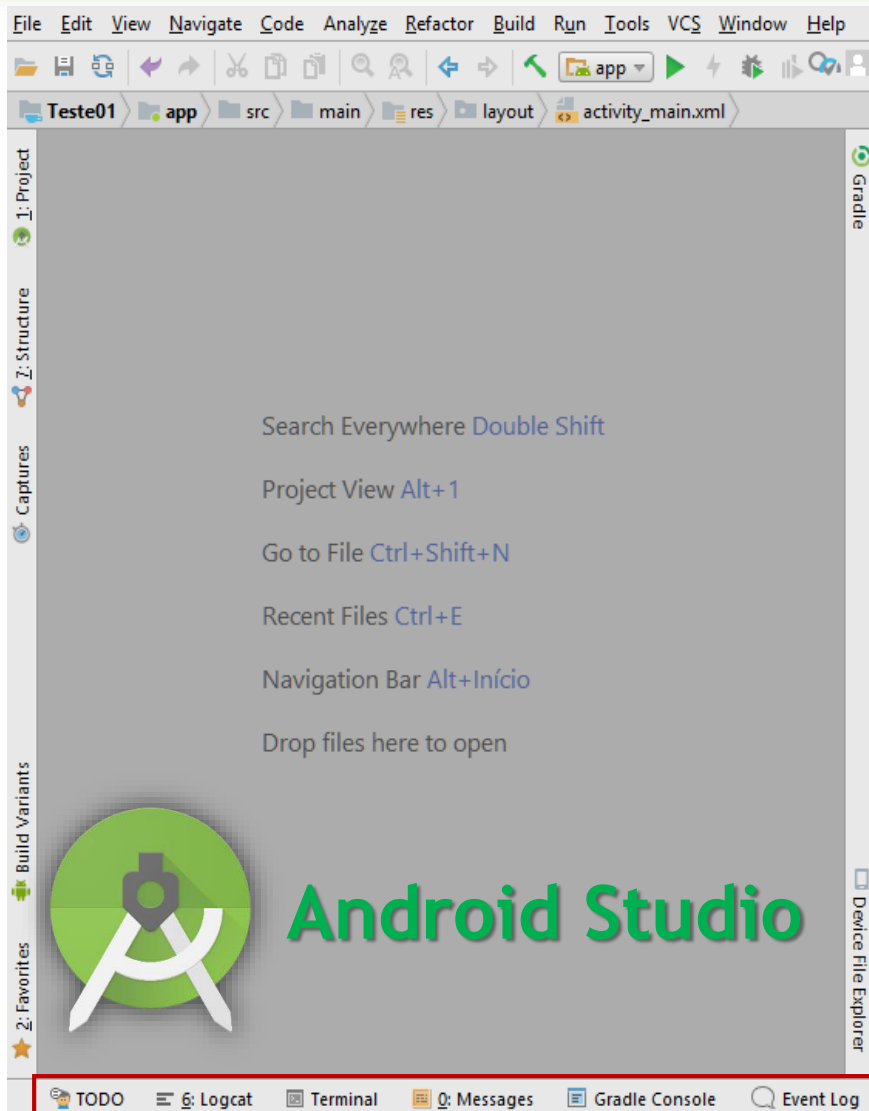 File Edit View Navigate Code Analyze Refactor Build Run Tools VCS Window Help
app
Teste01 app src main res layout activity_main.xml
1: Project
7: Structure
Captures
Build Variants
2: Favorites
Gradle
Device File Explorer
Search Everywhere Double Shift
Project View Alt+1
Go to File Ctrl+Shift+N
Recent Files Ctrl+E
Navigation Bar Alt+Início
Drop files here to open
Android Studio
TODO 6: Logcat Terminal 0: Messages Gradle Console Event Log